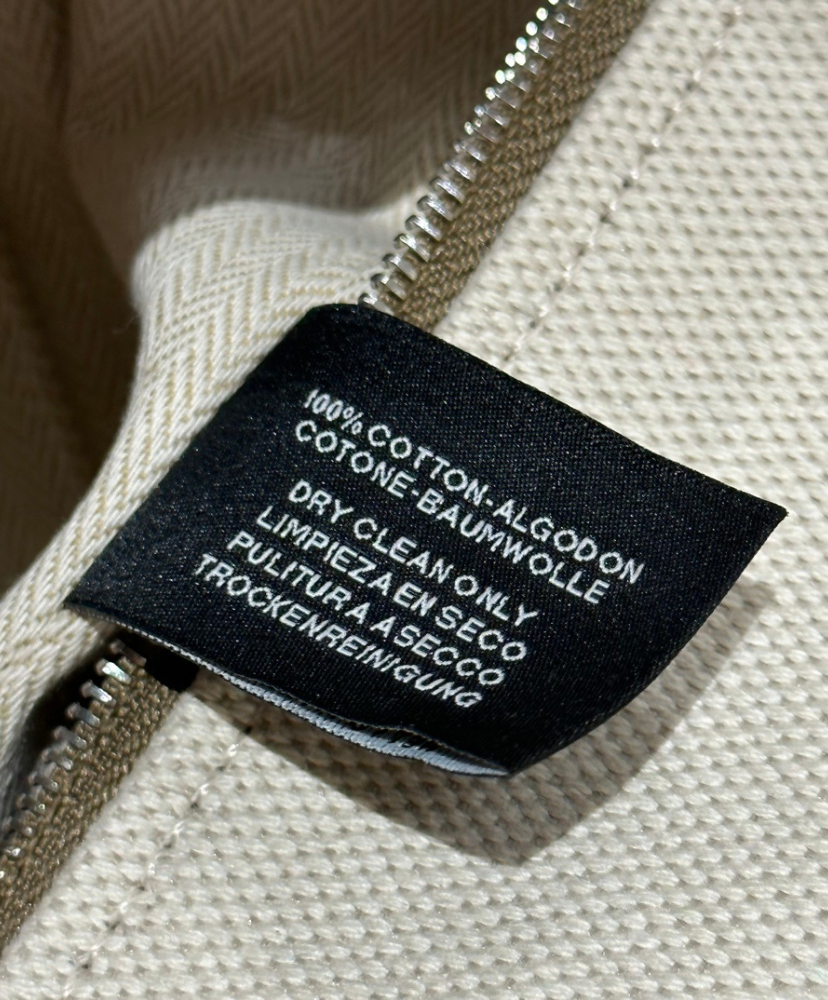 100% COTTON-ALGODON
COTONE-BAUMWOLLE
DRY CLEAN ONLY
LIMPIEZA EN SECO
PULITURA A SECCO
TROCKENREINIGUNG